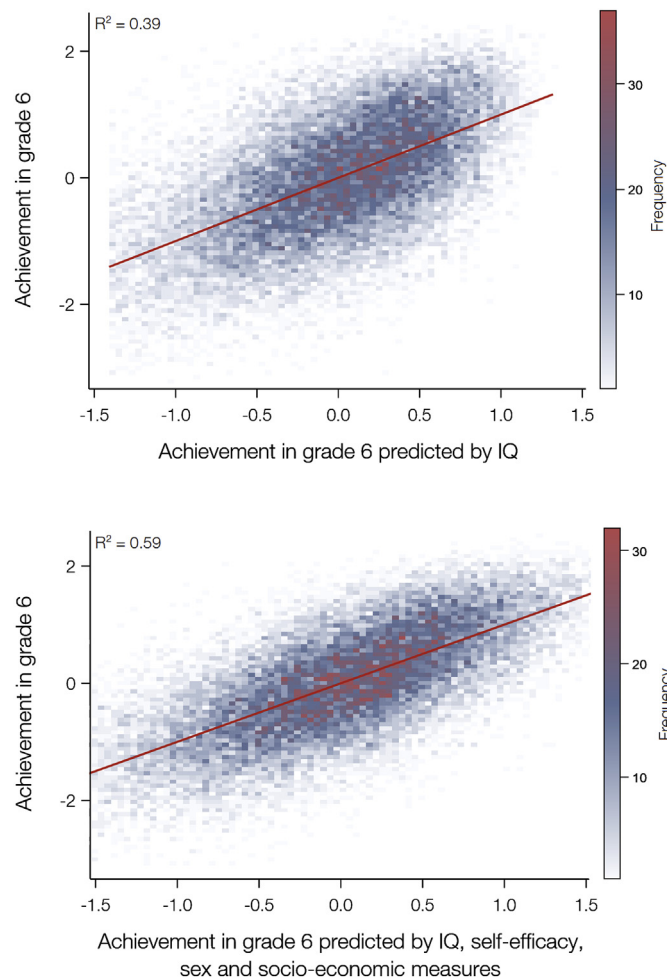 R² = 0.39
2
0
-2
Achievement in grade 6
-1.5 -1.0 -0.5 0.0 0.5 1.0 1.5
Achievement in grade 6 predicted by IQ
30
20
10
Frequency
R² = 0.59
2
0
-2
Achievement in grade 6
-1.5 -1.0 -0.5 0.0 0.5 1.0 1.5
Achievement in grade 6 predicted by IQ, self-efficacy,
sex and socio-economic measures
30
20
10
Frequency